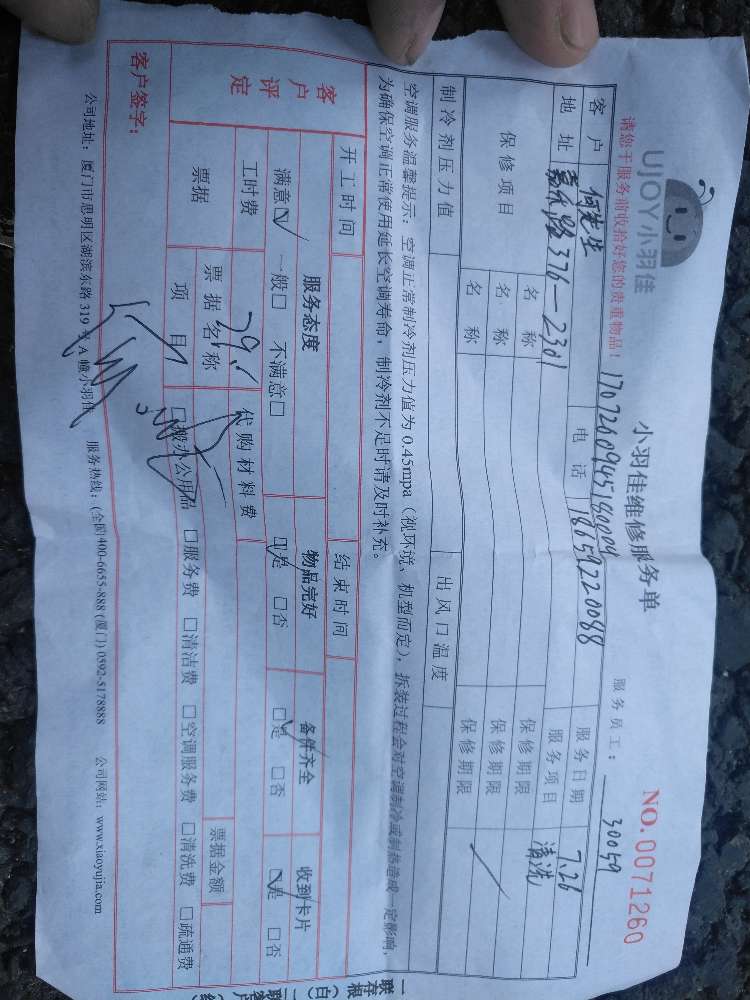 UJOY小羽佳
小羽佳维修服务单
NO.0071260
请您于服务前收拾好您的贵重物品！
服务员工：30059
客户 何先生 电话 18659220088 服务日期 7.26
地址 376-2301 服务项目 清洗
保修项目 名称 保修期限
名称 保修期限
名称 保修期限
制冷剂压力值 出风口温度
空调服务温馨提示：空调正常制冷剂压力值为0.45mpa（视环境、机型而定），拆装过程会对空调制冷或制热造成一定影响，
为确保空调正常使用延长空调寿命，制冷剂不足时请及时补充。
开工时间 结束时间
客户评定 服务态度 物品完好 备件齐全 收到卡片
满意☑ 一般□ 不满意□ ☑是 □否 ☑是 □否 ☑是 □否
工时费 代购材料费
票据 票据名称 票据金额
项目 □搬办公用品 □服务费 □清洁费 □空调服务费 □清洗费 □疏通费
客户签字：
公司地址：厦门市思明区湖滨东路319号A幢小羽佳 服务热线：(全国)400-6655-888 (厦门) 0592-5178888 公司网站：www.xiaoyujia.com